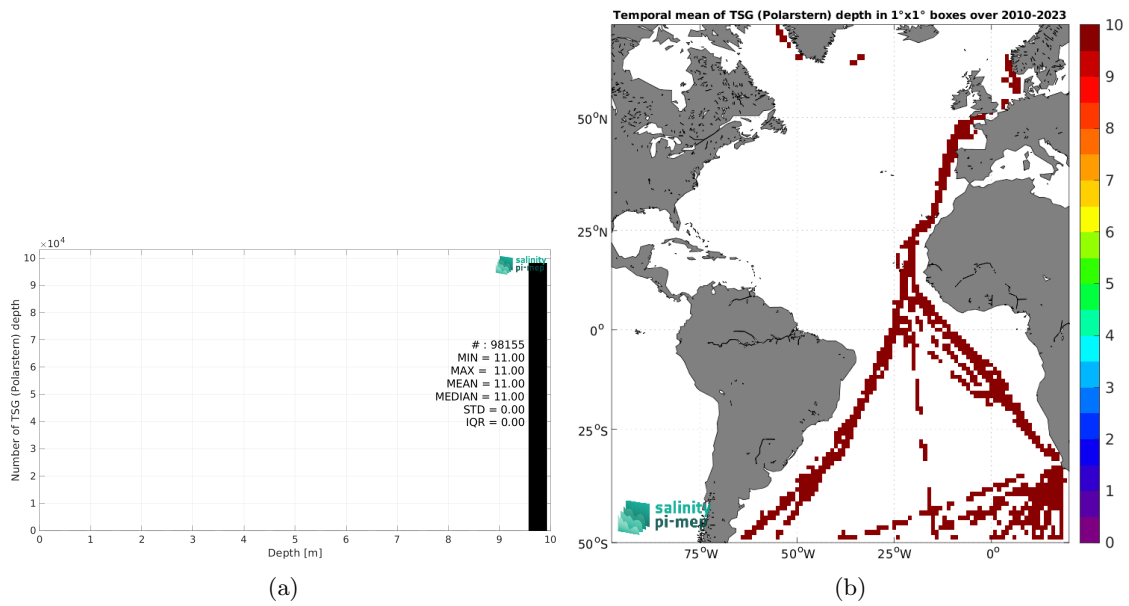 ×10⁴
10
9
8
7
6
5
4
3
2
1
0
Number of TSG (Polarstern) depth
salinity
pi-mep
# : 98155
MIN = 11.00
MAX = 11.00
MEAN = 11.00
MEDIAN = 11.00
STD = 0.00
IQR = 0.00
0 1 2 3 4 5 6 7 8 9 10
Depth [m]
(a)
Temporal mean of TSG (Polarstern) depth in 1°x1° boxes over 2010-2023
50°N
25°N
0°
25°S
50°S
75°W 50°W 25°W 0°
salinity
pi-mep
10
9
8
7
6
5
4
3
2
1
0
(b)